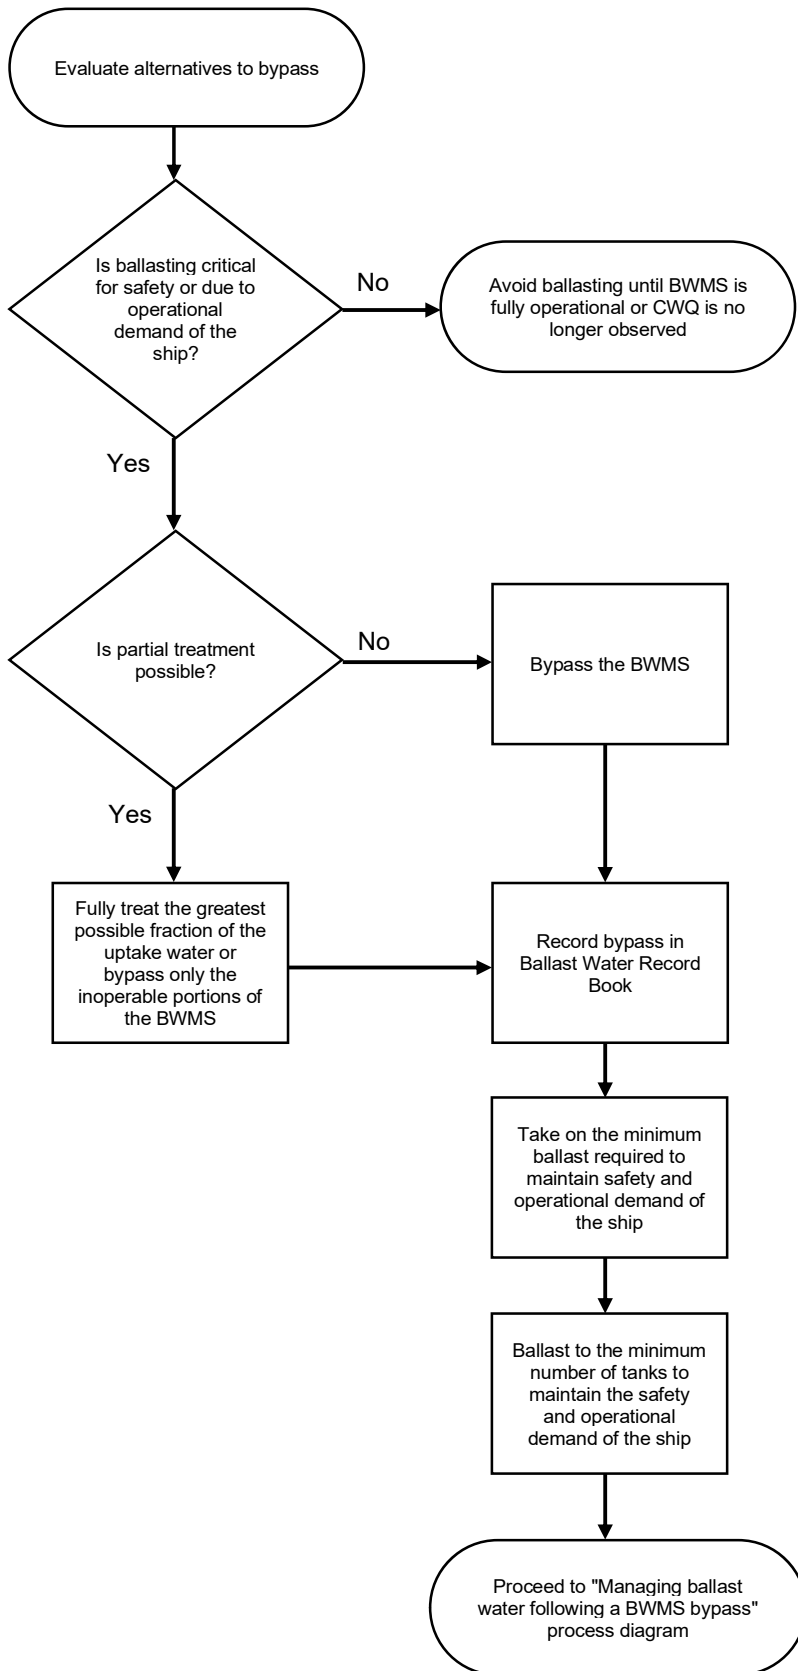 Evaluate alternatives to bypass
Is ballasting critical
for safety or due to
operational
demand of the
ship?
No
Avoid ballasting until BWMS is
fully operational or CWQ is no
longer observed
Yes
Is partial treatment
possible?
No
Bypass the BWMS
Yes
Fully treat the greatest
possible fraction of the
uptake water or
bypass only the
inoperable portions of
the BWMS
Record bypass in
Ballast Water Record
Book
Take on the minimum
ballast required to
maintain safety and
operational demand of
the ship
Ballast to the minimum
number of tanks to
maintain the safety
and operational
demand of the ship
Proceed to "Managing ballast
water following a BWMS bypass"
process diagram